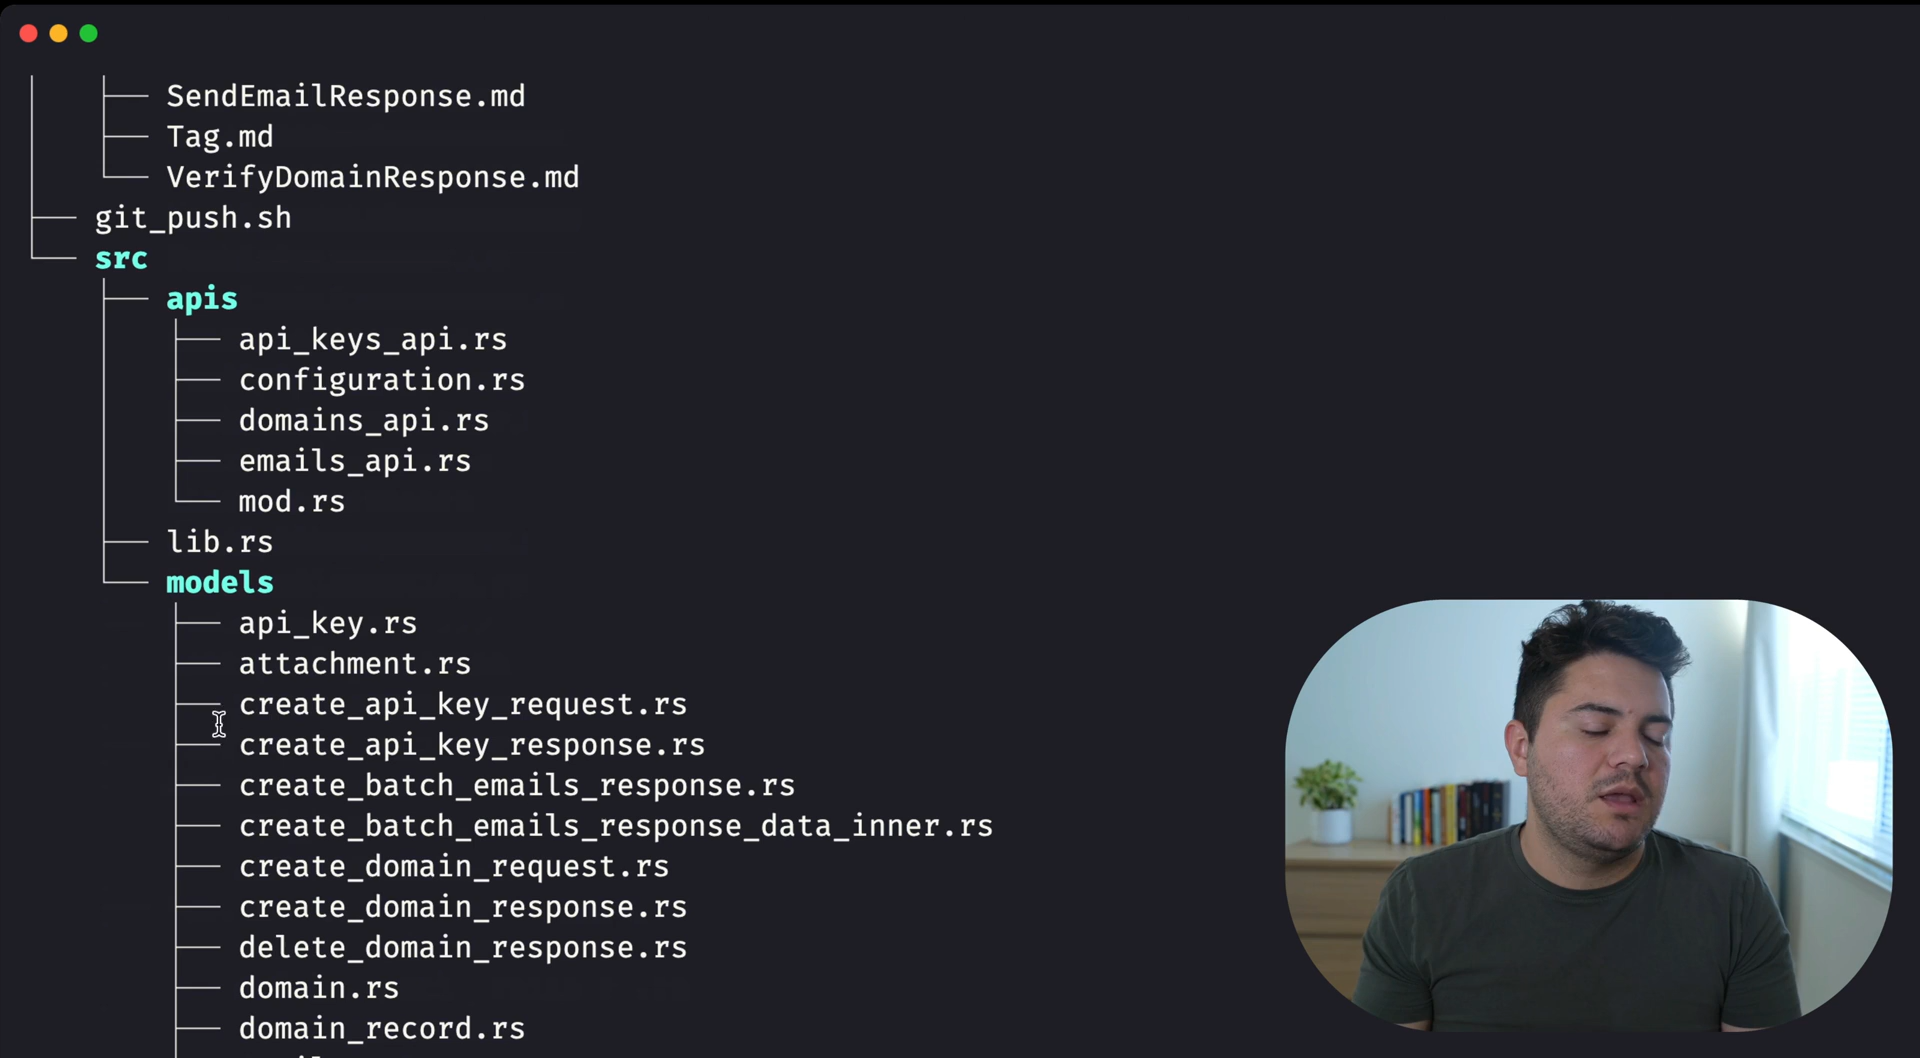 SendEmailResponse.md
Tag.md
VerifyDomainResponse.md
git_push.sh
src
apis
api_keys_api.rs
configuration.rs
domains_api.rs
emails_api.rs
mod.rs
lib.rs
models
api_key.rs
attachment.rs
create_api_key_request.rs
create_api_key_response.rs
create_batch_emails_response.rs
create_batch_emails_response_data_inner.rs
create_domain_request.rs
create_domain_response.rs
delete_domain_response.rs
domain.rs
domain_record.rs